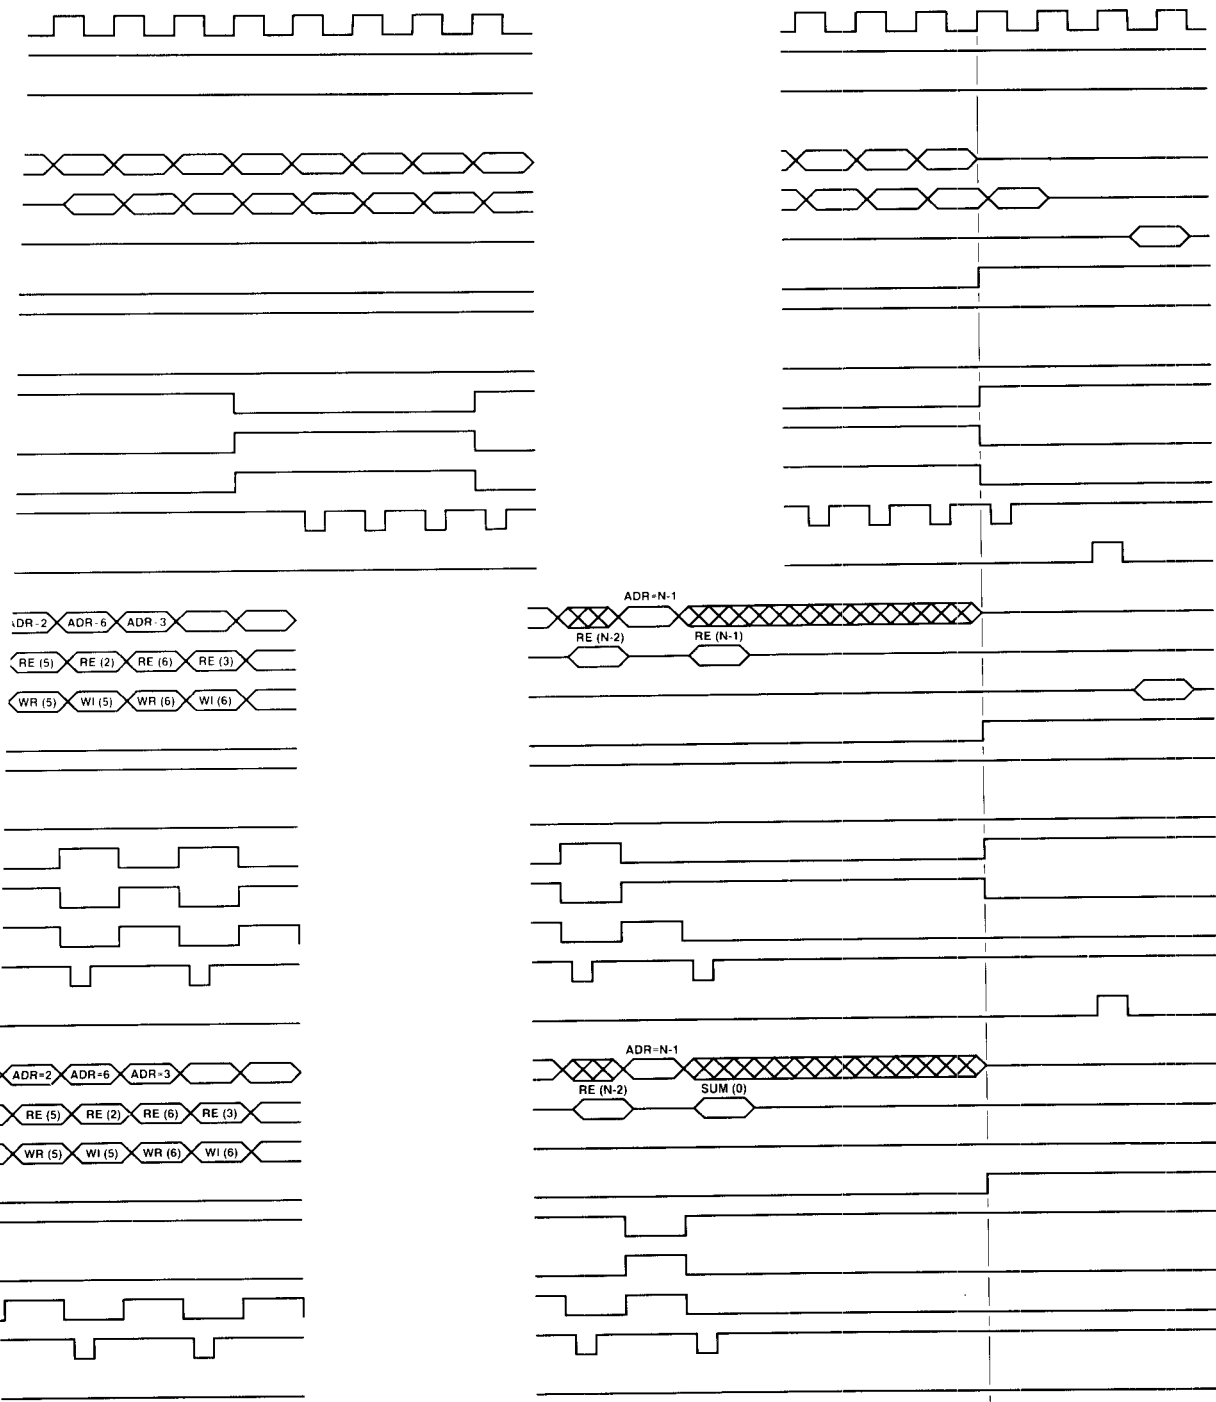 ADR=N-1
ADR-2 ADR-6 ADR-3
RE (N-2) RE (N-1)
RE (5) RE (2) RE (6) RE (3)
WR (5) WI (5) WR (6) WI (6)
ADR=N-1
ADR=2 ADR=6 ADR=3
RE (N-2) SUM (0)
RE (5) RE (2) RE (6) RE (3)
WR (5) WI (5) WR (6) WI (6)